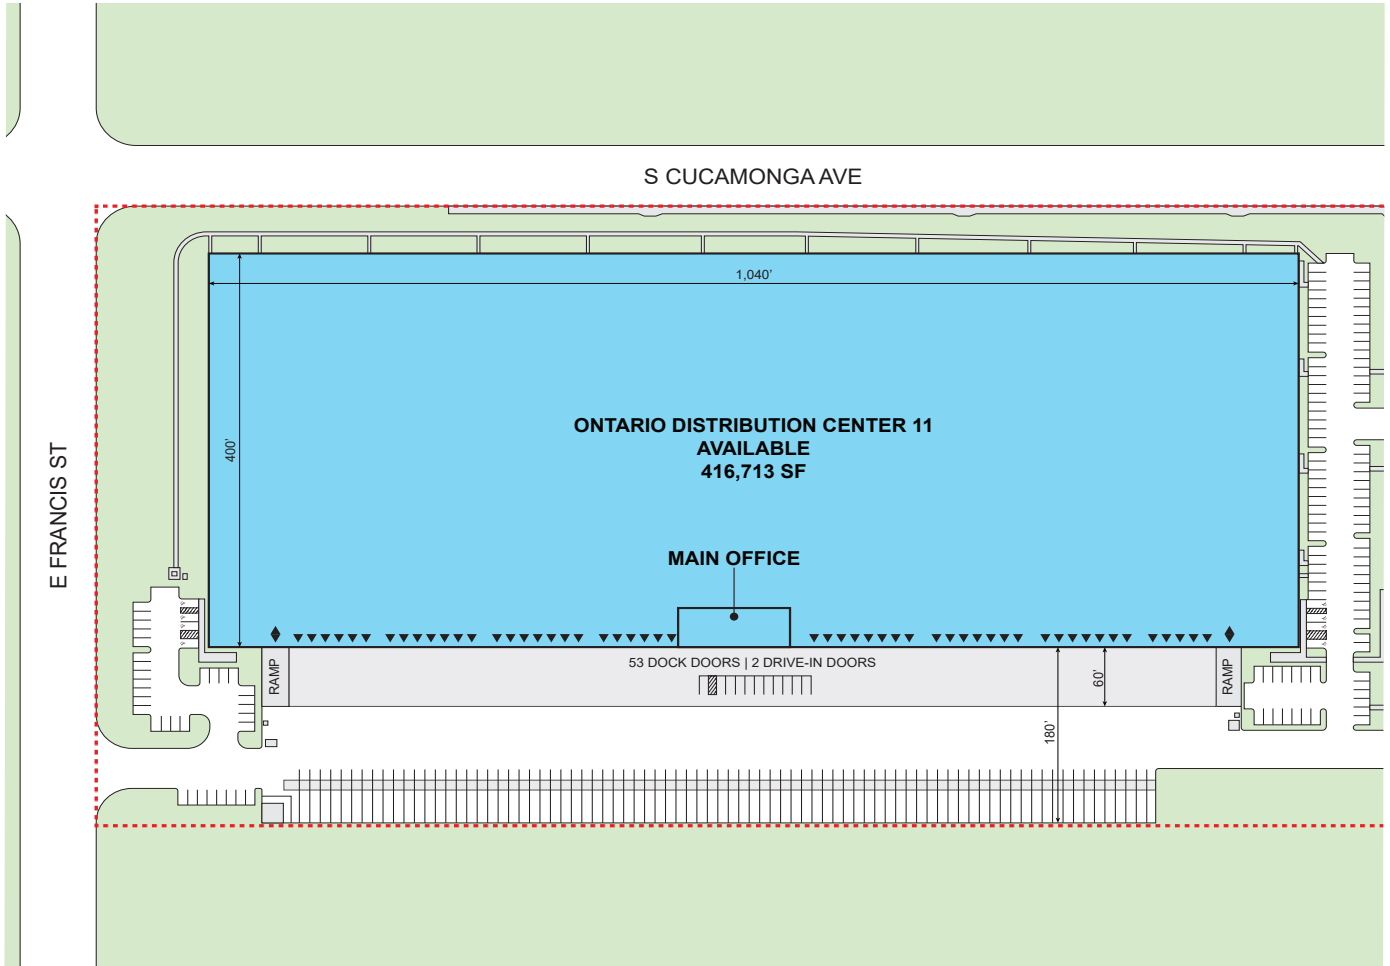 S CUCAMONGA AVE
1,040'
400'
E FRANCIS ST
ONTARIO DISTRIBUTION CENTER 11
AVAILABLE
416,713 SF
MAIN OFFICE
53 DOCK DOORS | 2 DRIVE-IN DOORS
RAMP
60'
RAMP
180'